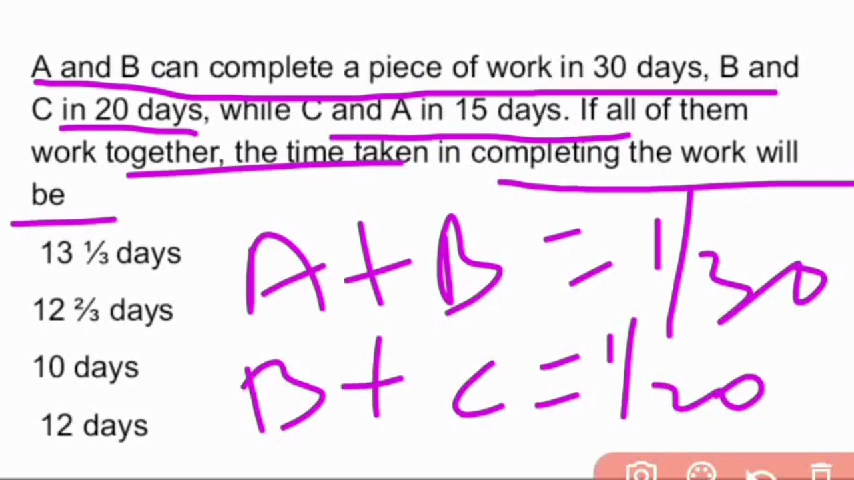 A and B can complete a piece of work in 30 days, B and
C in 20 days, while C and A in 15 days. If all of them
work together, the time taken in completing the work will
be
13 ⅓ days
12 ⅔ days
10 days
12 days
A + B = 1/30
B + C = 1/20